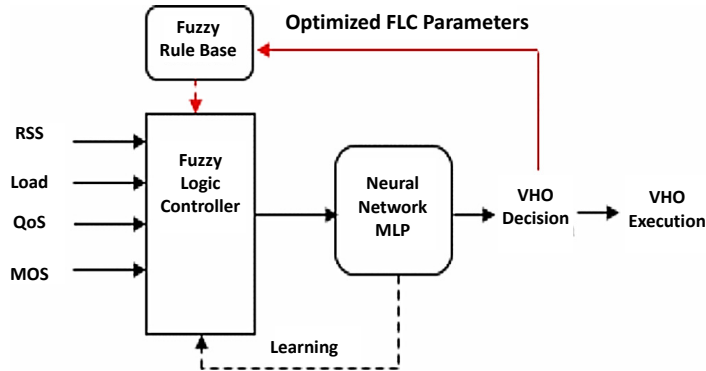 Optimized FLC Parameters
Fuzzy
Rule Base
RSS
Load
QoS
MOS
Fuzzy
Logic
Controller
Neural
Network
MLP
VHO
Decision
VHO
Execution
Learning